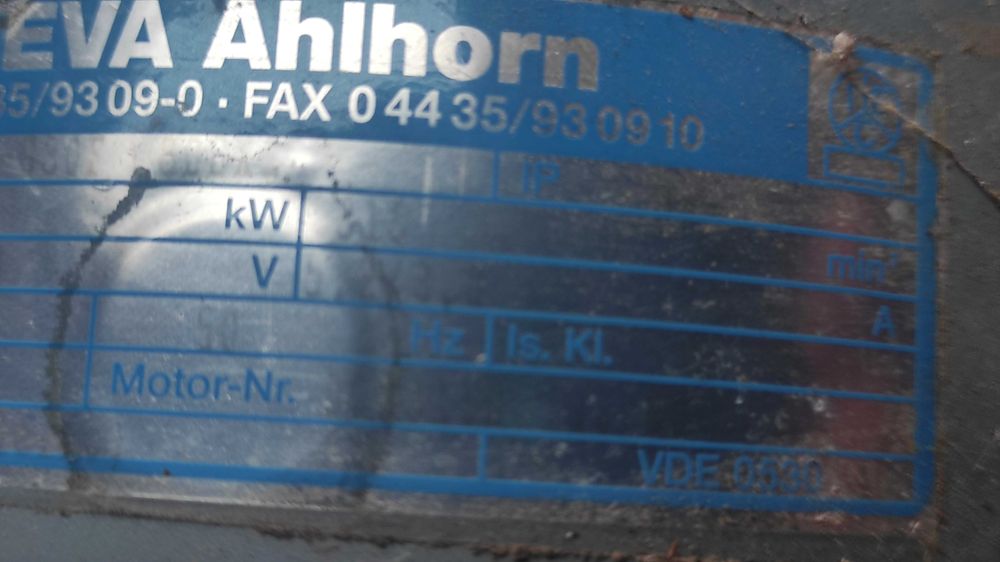 EVA Ahlhorn
35/93 09-0 · FAX 0 44 35/93 09 10
IP
kW
min⁻¹
V
A
Hz Is. Kl.
Motor-Nr.
VDE 0530